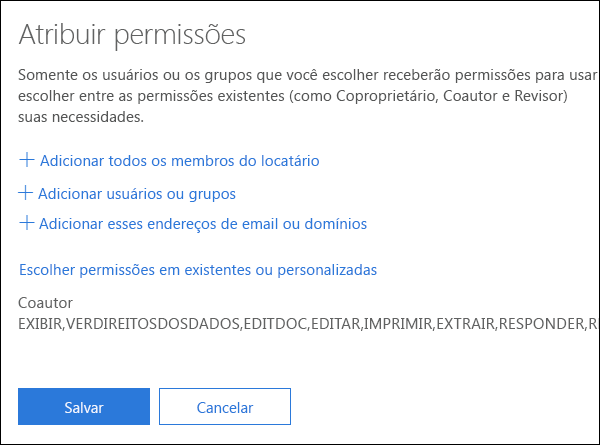 Atribuir permissões
Somente os usuários ou os grupos que você escolher receberão permissões para usar
escolher entre as permissões existentes (como Coproprietário, Coautor e Revisor)
suas necessidades.
Adicionar todos os membros do locatário
Adicionar usuários ou grupos
Adicionar esses endereços de email ou domínios
Escolher permissões em existentes ou personalizadas
Coautor
EXIBIR,VERDIREITOSDOSDADOS,EDITDOC,EDITAR,IMPRIMIR,EXTRAIR,RESPONDER,
Salvar
Cancelar